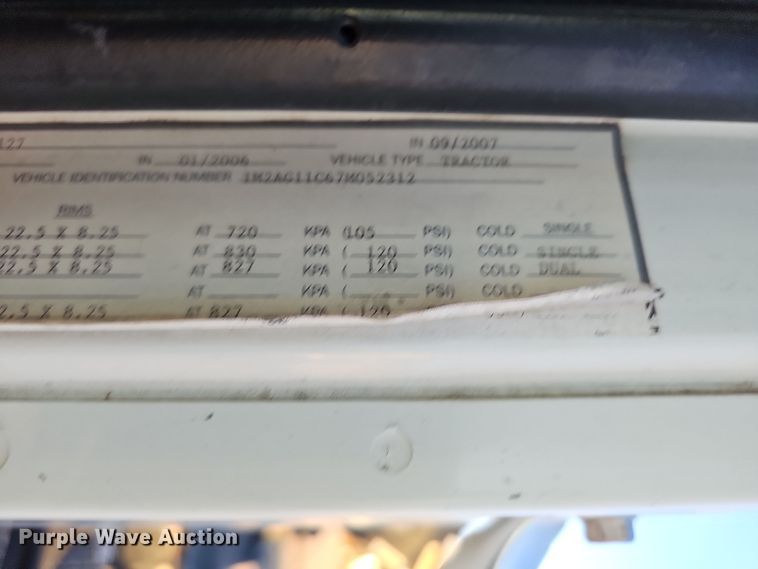 127 IN 09/2007
IN 01/2006 VEHICLE TYPE TRACTOR
VEHICLE IDENTIFICATION NUMBER 1M2AG11C67M052312
RIMS
22.5 X 8.25 AT 720 KPA (105 PSI) COLD SINGLE
22.5 X 8.25 AT 830 KPA ( 120 PSI) COLD SINGLE
22.5 X 8.25 AT 827 KPA ( 120 PSI) COLD DUAL
AT KPA ( PSI) COLD
2.5 X 8.25 AT 827 KPA ( 120
Purple Wave Auction